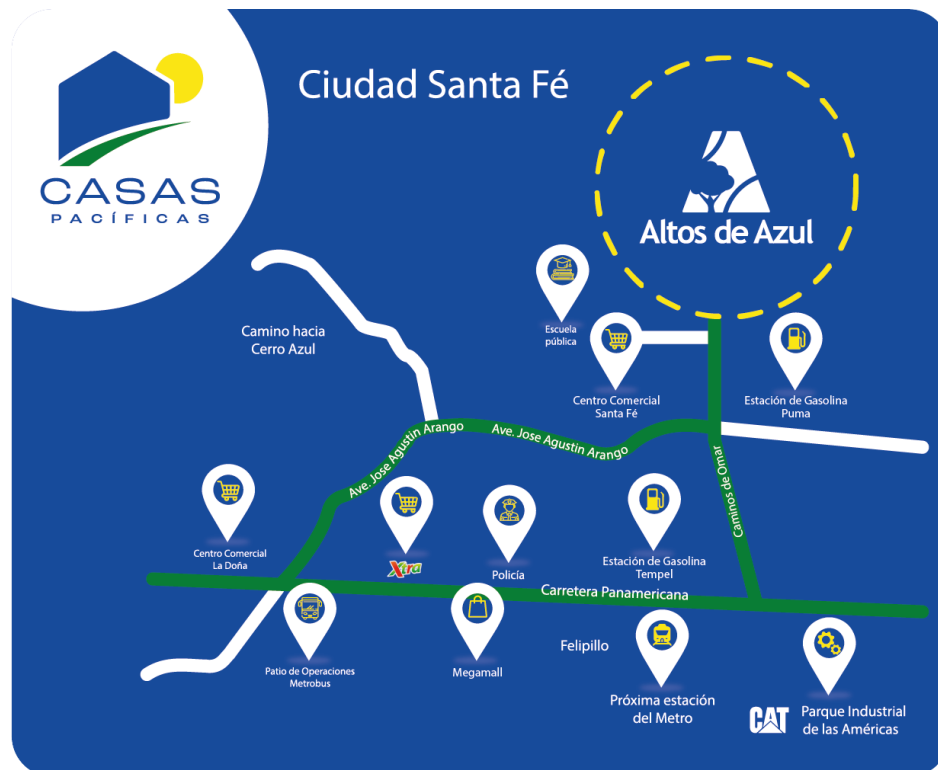 CASAS
PACÍFICAS
Ciudad Santa Fé
Altos de Azul
Escuela
pública
Camino hacia
Cerro Azul
Centro Comercial
Santa Fé
Estación de Gasolina
Puma
Ave. Jose Agustin Arango
Ave. Jose Agustin Arango
Caminos de Omar
Centro Comercial
La Doña
Xtra
Policía
Estación de Gasolina
Tempel
Carretera Panamericana
Patio de Operaciones
Metrobus
Megamall
Felipillo
Próxima estación
del Metro
CAT
Parque Industrial
de las Américas